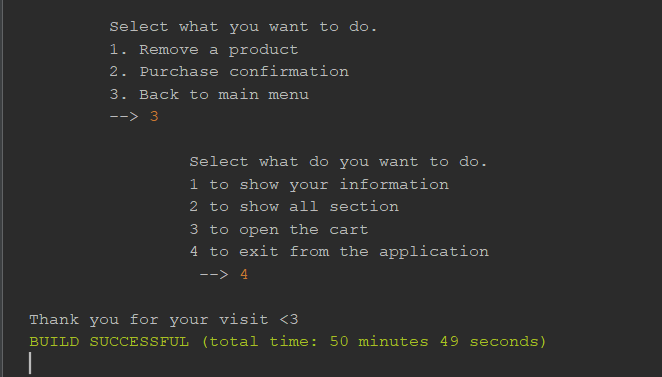 Select what you want to do.
1. Remove a product
2. Purchase confirmation
3. Back to main menu
--> 3
Select what do you want to do.
1 to show your information
2 to show all section
3 to open the cart
4 to exit from the application
--> 4
Thank you for your visit <3
BUILD SUCCESSFUL (total time: 50 minutes 49 seconds)